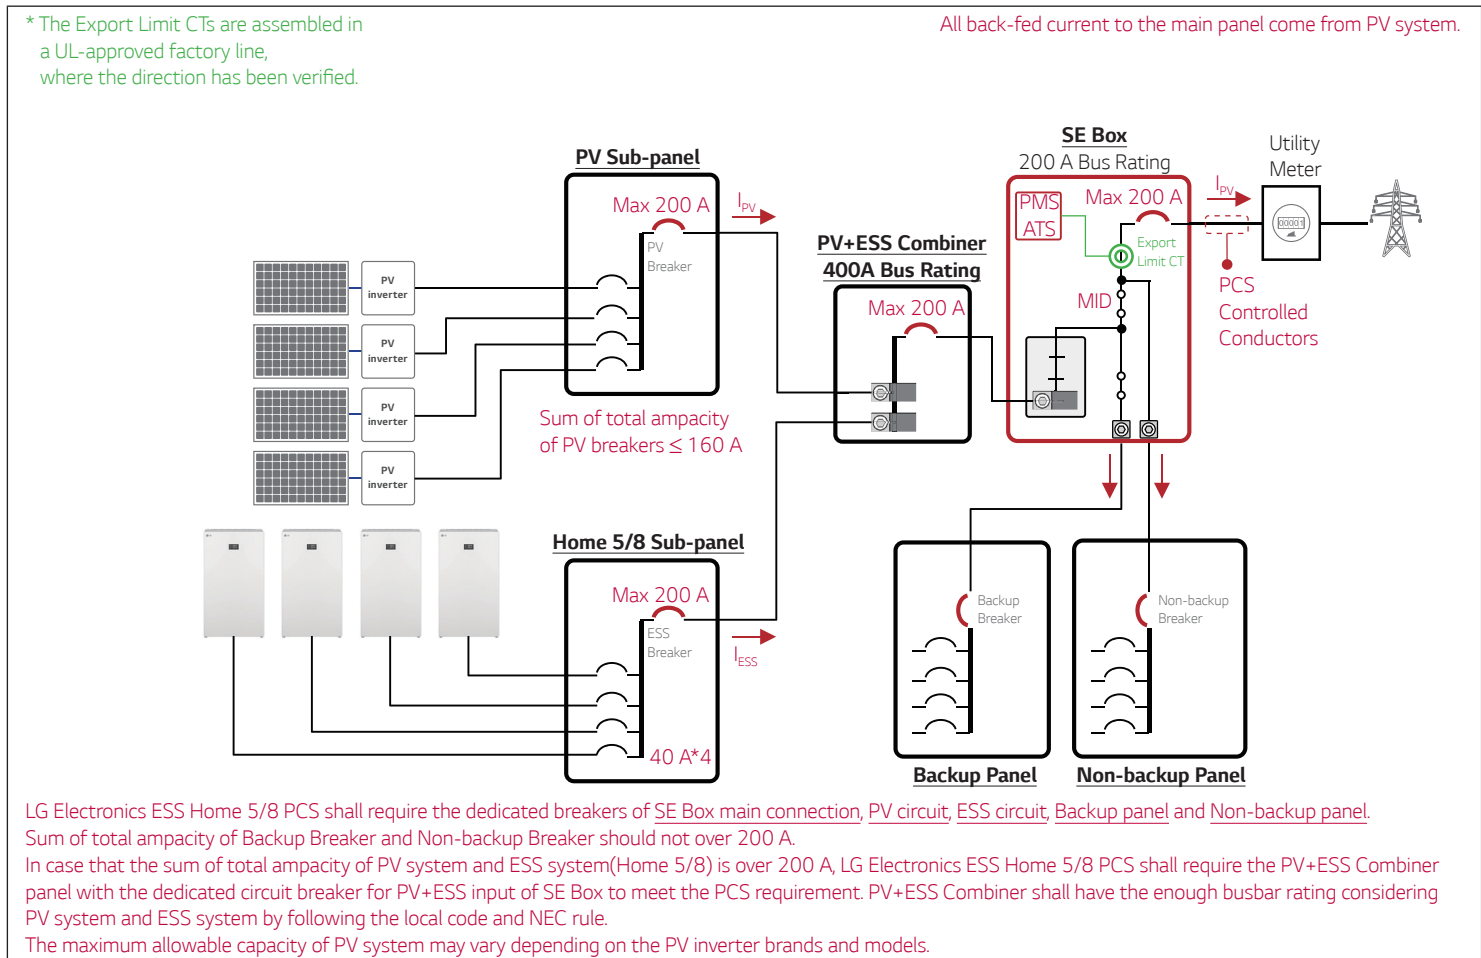 * The Export Limit CTs are assembled in
a UL-approved factory line,
where the direction has been verified.
All back-fed current to the main panel come from PV system.
SE Box
200 A Bus Rating
Utility
Meter
PV Sub-panel
Max 200 A
PV
Breaker
I_PV
PV+ESS Combiner
400A Bus Rating
Max 200 A
PMS
ATS
Max 200 A
Export
Limit CT
MID
I_PV
00001
PCS
Controlled
Conductors
PV
inverter
PV
inverter
PV
inverter
PV
inverter
Sum of total ampacity
of PV breakers ≤ 160 A
Home 5/8 Sub-panel
Max 200 A
ESS
Breaker
I_ESS
40 A*4
Backup
Breaker
Non-backup
Breaker
Backup Panel
Non-backup Panel
LG Electronics ESS Home 5/8 PCS shall require the dedicated breakers of SE Box main connection, PV circuit, ESS circuit, Backup panel and Non-backup panel.
Sum of total ampacity of Backup Breaker and Non-backup Breaker should not over 200 A.
In case that the sum of total ampacity of PV system and ESS system(Home 5/8) is over 200 A, LG Electronics ESS Home 5/8 PCS shall require the PV+ESS Combiner
panel with the dedicated circuit breaker for PV+ESS input of SE Box to meet the PCS requirement. PV+ESS Combiner shall have the enough busbar rating considering
PV system and ESS system by following the local code and NEC rule.
The maximum allowable capacity of PV system may vary depending on the PV inverter brands and models.